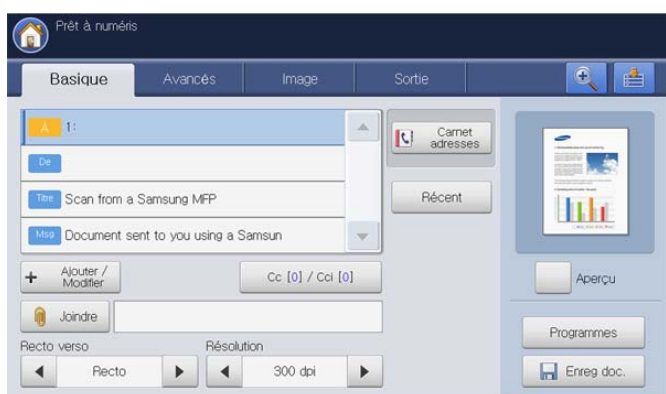 Prêt à numéris
Basique
Avancés
Image
Sortie
À 1:
De
Titre Scan from a Samsung MFP
Msg Document sent to you using a Samsun
Carnet
adresses
Récent
+ Ajouter /
Modifier
Cc [0] / Cci [0]
Joindre
Recto verso
Résolution
Recto
300 dpi
Aperçu
Programmes
Enreg doc.